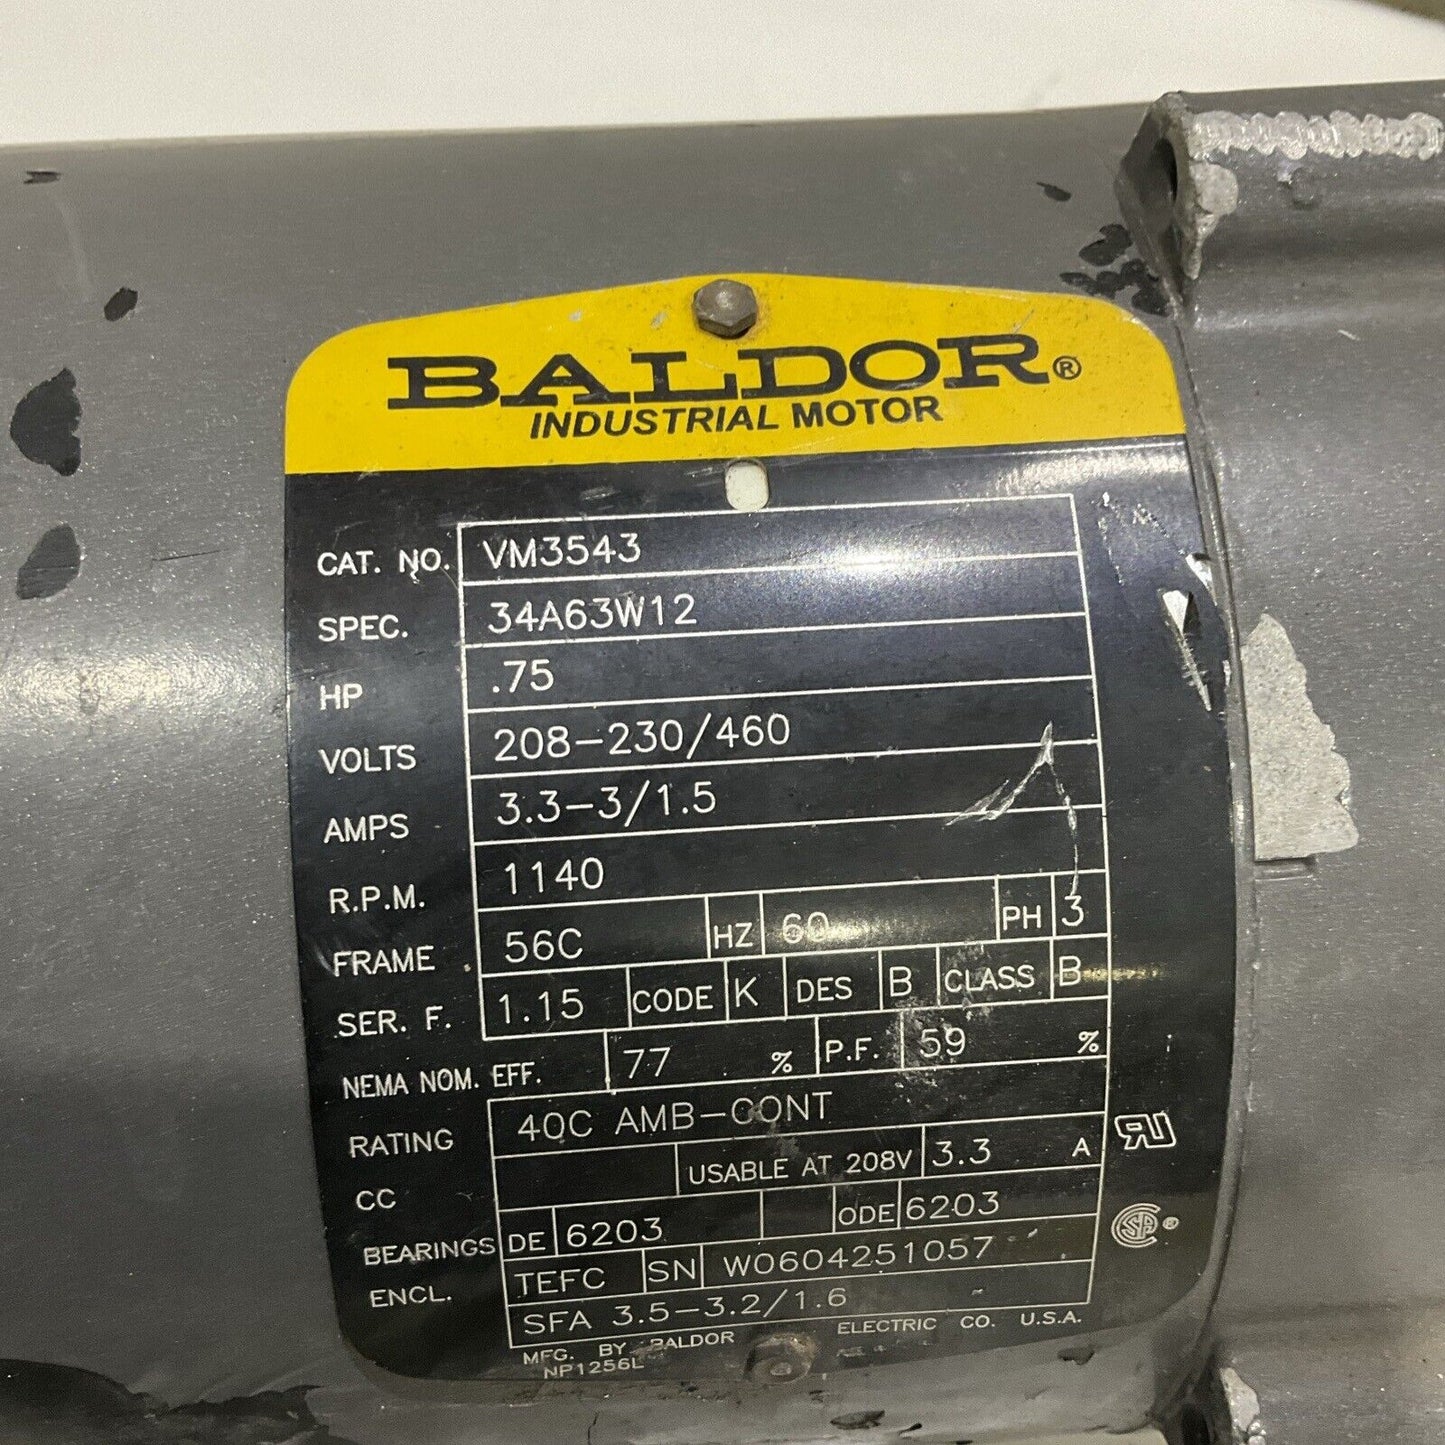 BALDOR®
INDUSTRIAL MOTOR
CAT. NO. VM3543
SPEC. 34A63W12
HP .75
VOLTS 208-230/460
AMPS 3.3-3/1.5
R.P.M. 1140
FRAME 56C HZ 60 PH 3
SER. F. 1.15 CODE K DES B CLASS B
NEMA NOM. EFF. 77 % P.F. 59 %
RATING 40C AMB-CONT
CC USABLE AT 208V 3.3 A
BEARINGS DE 6203 ODE 6203
ENCL. TEFC SN W0604251057
SFA 3.5-3.2/1.6
MFG. BY BALDOR ELECTRIC CO. U.S.A.
NP1256L